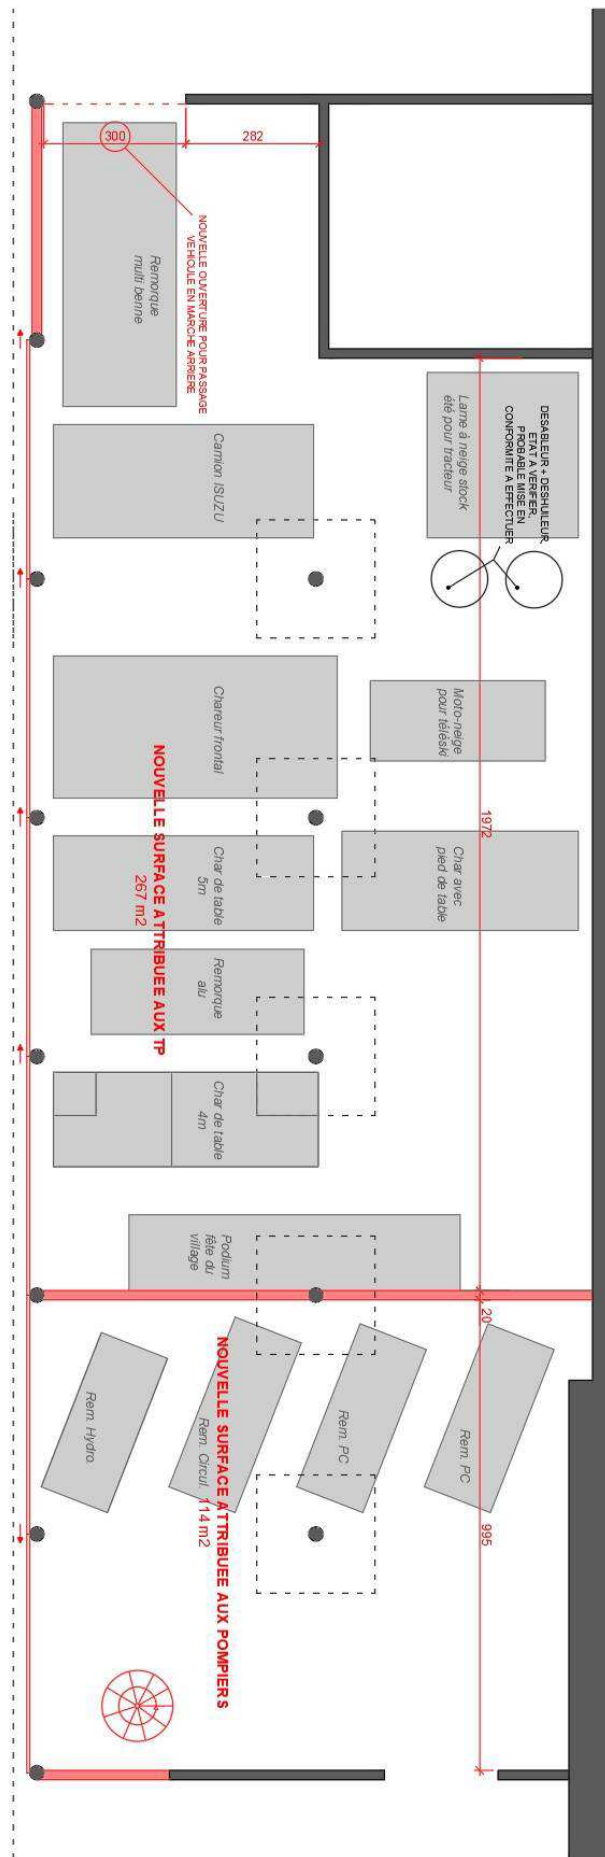 300
282
NOUVELLE OUVERTURE POUR PASSAGE
VEHICULE EN MARCHE ARRIERE
Remorque
multi benne
DESABLEUR + DESHUILEUR,
ETAT A VERIFIER,
PROBABLE MISE EN
CONFORMITE A EFFECTUER
Lame à neige stock
été pour tracteur
Camion ISUZU
Moto-neige
pour téléski
Chareur frontal
1972
NOUVELLE SURFACE ATTRIBUEE AUX TP
267 m2
Char avec
pied de table
Char de table
5m
Remorque
alu
Char de table
4m
Podium
fête du
village
20
NOUVELLE SURFACE ATTRIBUEE AUX POMPIERS
114 m2
Rem. Hydro.
Rem. Circul.
Rem. PC
Rem. PC
995